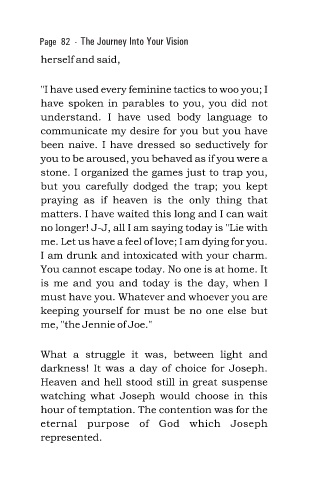 Page 82 - The Journey Into Your Vision
herself and said,
"I have used every feminine tactics to woo you; I
have spoken in parables to you, you did not
understand. I have used body language to
communicate my desire for you but you have
been naive. I have dressed so seductively for
you to be aroused, you behaved as if you were a
stone. I organized the games just to trap you,
but you carefully dodged the trap; you kept
praying as if heaven is the only thing that
matters. I have waited this long and I can wait
no longer! J-J, all I am saying today is "Lie with
me. Let us have a feel of love; I am dying for you.
I am drunk and intoxicated with your charm.
You cannot escape today. No one is at home. It
is me and you and today is the day, when I
must have you. Whatever and whoever you are
keeping yourself for must be no one else but
me, "the Jennie of Joe."
What a struggle it was, between light and
darkness! It was a day of choice for Joseph.
Heaven and hell stood still in great suspense
watching what Joseph would choose in this
hour of temptation. The contention was for the
eternal purpose of God which Joseph
represented.